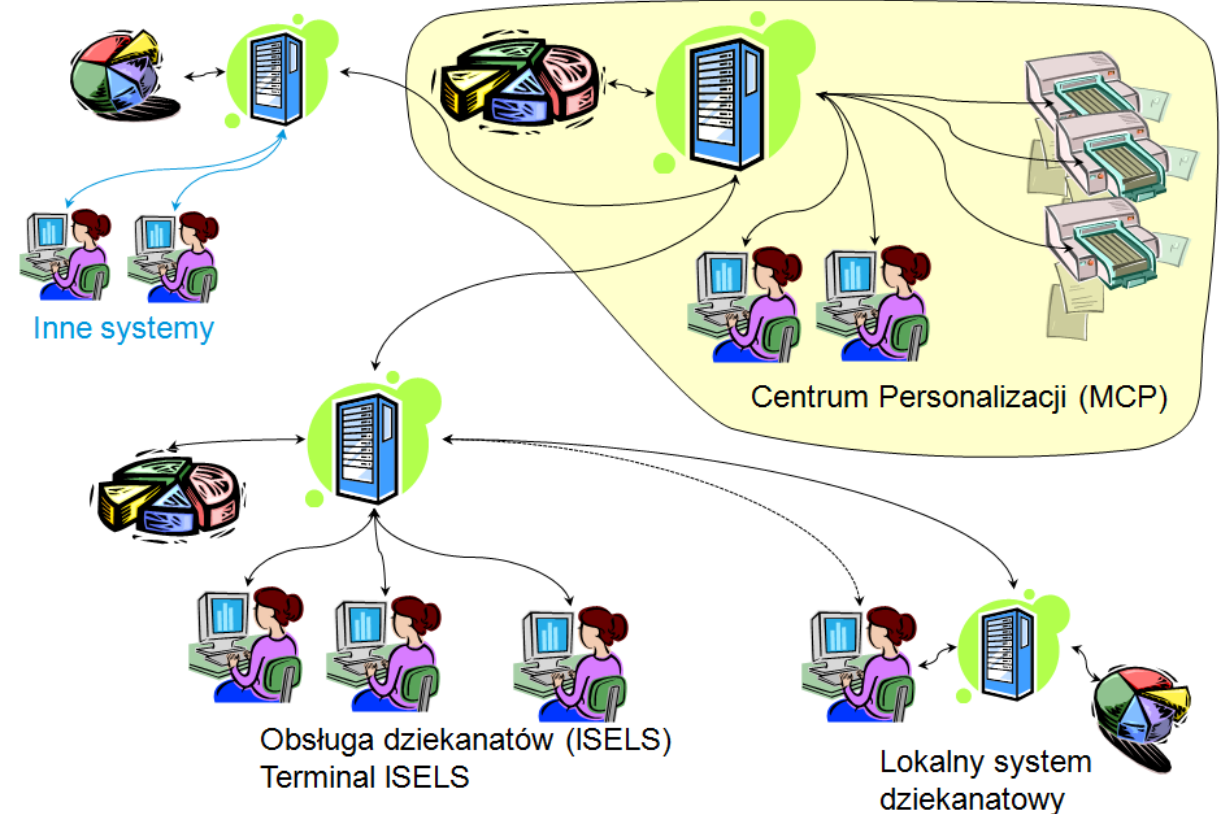 Inne systemy
Centrum Personalizacji (MCP)
Obsługa dziekanatów (ISELS)
Terminal ISELS
Lokalny system
dziekanatowy